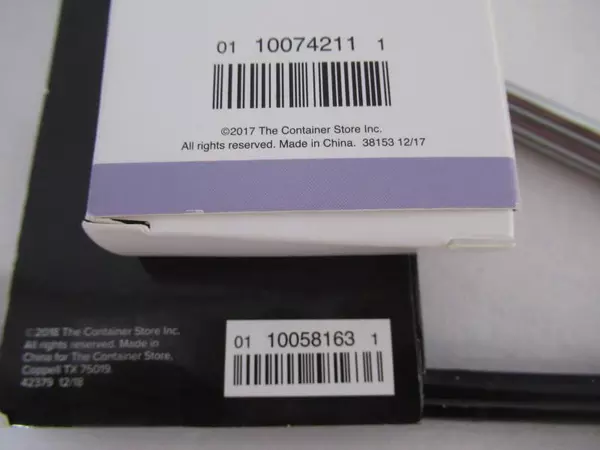 01 10074211 1
©2017 The Container Store Inc.
All rights reserved. Made in China. 38153 12/17
©2018 The Container Store Inc.
All rights reserved. Made in
China for The Container Store,
Coppell TX 75019.
42379 12/18
01 10058163 1